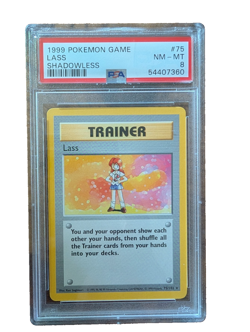 1999 POKEMON GAME #75
LASS NM - MT
SHADOWLESS 8
PSA 54407360
TRAINER
Lass
You and your opponent show each
other your hands, then shuffle all
the Trainer cards from your hands
into your decks.